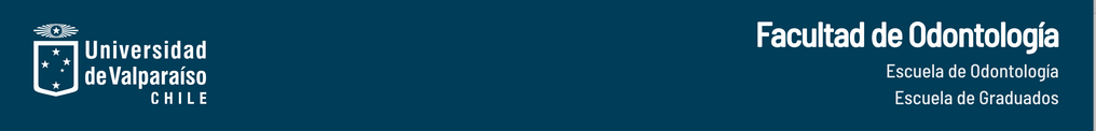 Universidad
de Valparaíso
CHILE
Facultad de Odontología
Escuela de Odontología
Escuela de Graduados